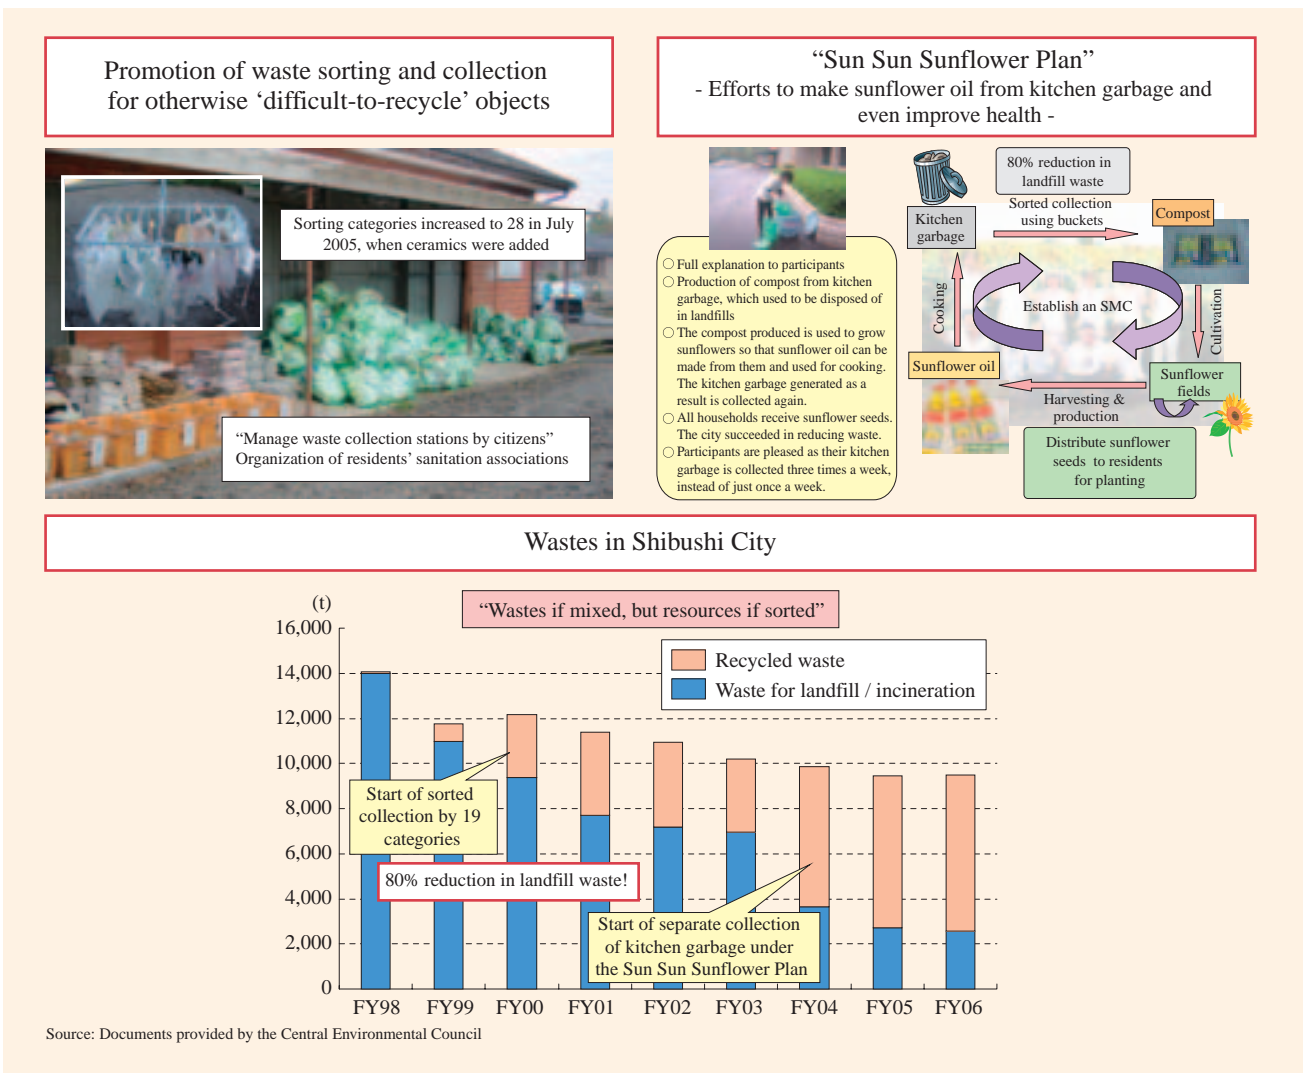 Promotion of waste sorting and collection
for otherwise ‘difficult-to-recycle’ objects
Sorting categories increased to 28 in July
2005, when ceramics were added
“Manage waste collection stations by citizens”
Organization of residents’ sanitation associations
“Sun Sun Sunflower Plan”
- Efforts to make sunflower oil from kitchen garbage and
even improve health -
○ Full explanation to participants
○ Production of compost from kitchen
garbage, which used to be disposed of
in landfills
○ The compost produced is used to grow
sunflowers so that sunflower oil can be
made from them and used for cooking.
The kitchen garbage generated as a
result is collected again.
○ All households receive sunflower seeds.
The city succeeded in reducing waste.
○ Participants are pleased as their kitchen
garbage is collected three times a week,
instead of just once a week.
80% reduction in
landfill waste
Kitchen
garbage
Sorted collection
using buckets
Compost
Cooking
Establish an SMC
Cultivation
Sunflower oil
Sunflower
fields
Harvesting &
production
Distribute sunflower
seeds to residents
for planting
Wastes in Shibushi City
(t)
“Wastes if mixed, but resources if sorted”
16,000
14,000
12,000
10,000
8,000
6,000
4,000
2,000
0
Recycled waste
Waste for landfill / incineration
Start of sorted
collection by 19
categories
80% reduction in landfill waste!
Start of separate collection
of kitchen garbage under
the Sun Sun Sunflower Plan
FY98 FY99 FY00 FY01 FY02 FY03 FY04 FY05 FY06
Source: Documents provided by the Central Environmental Council